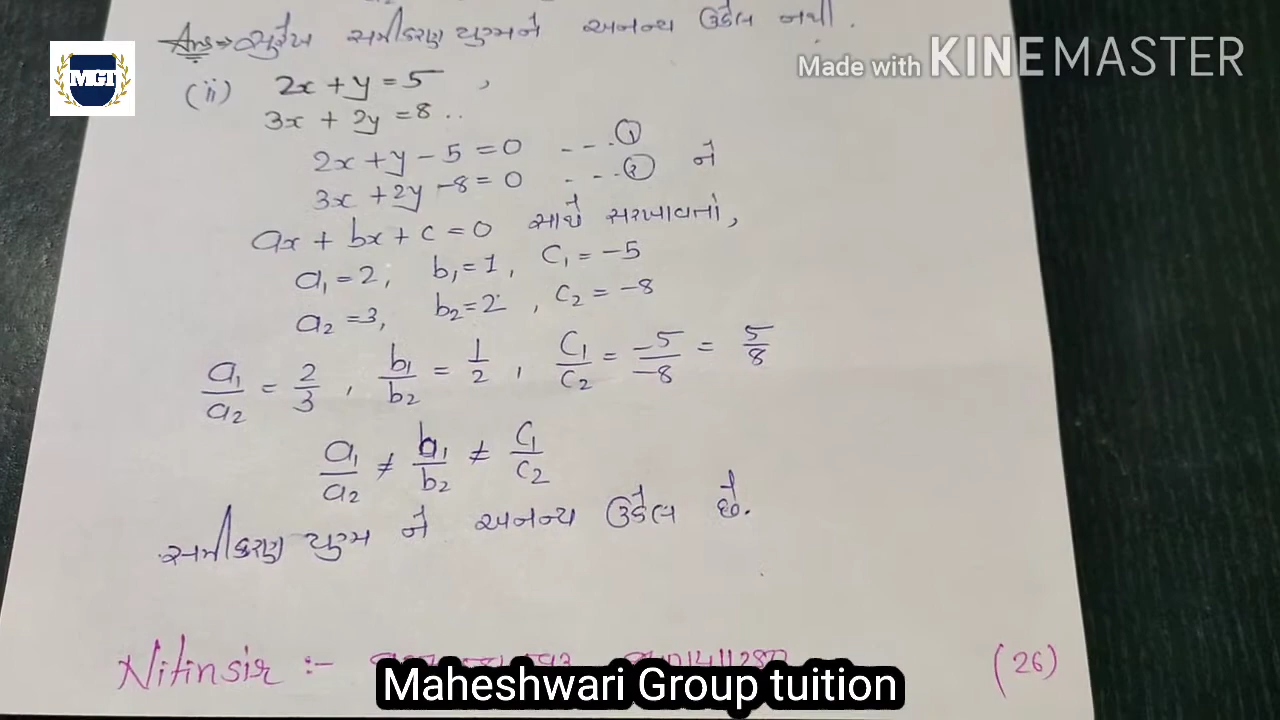 Ans → સુરેખ સમીકરણ યુગ્મને અનન્ય ઉકેલ નથી.
Made with KINEMASTER
MGT
(ii) 2x + y = 5 ,
3x + 2y = 8 ..
2x + y - 5 = 0 --- ①
3x + 2y - 8 = 0 --- ② ને
ax + bx + c = 0 સાથે સરખાવતાં,
a₁ = 2, b₁ = 1, c₁ = -5
a₂ = 3, b₂ = 2, c₂ = -8
a₁/a₂ = 2/3 , b₁/b₂ = 1/2 , c₁/c₂ = -5/-8 = 5/8
a₁/a₂ ≠ b₁/b₂ ≠ c₁/c₂
સમીકરણ યુગ્મ ને અનન્ય ઉકેલ છે.
Nitinsir :- (26)
Maheshwari Group tuition